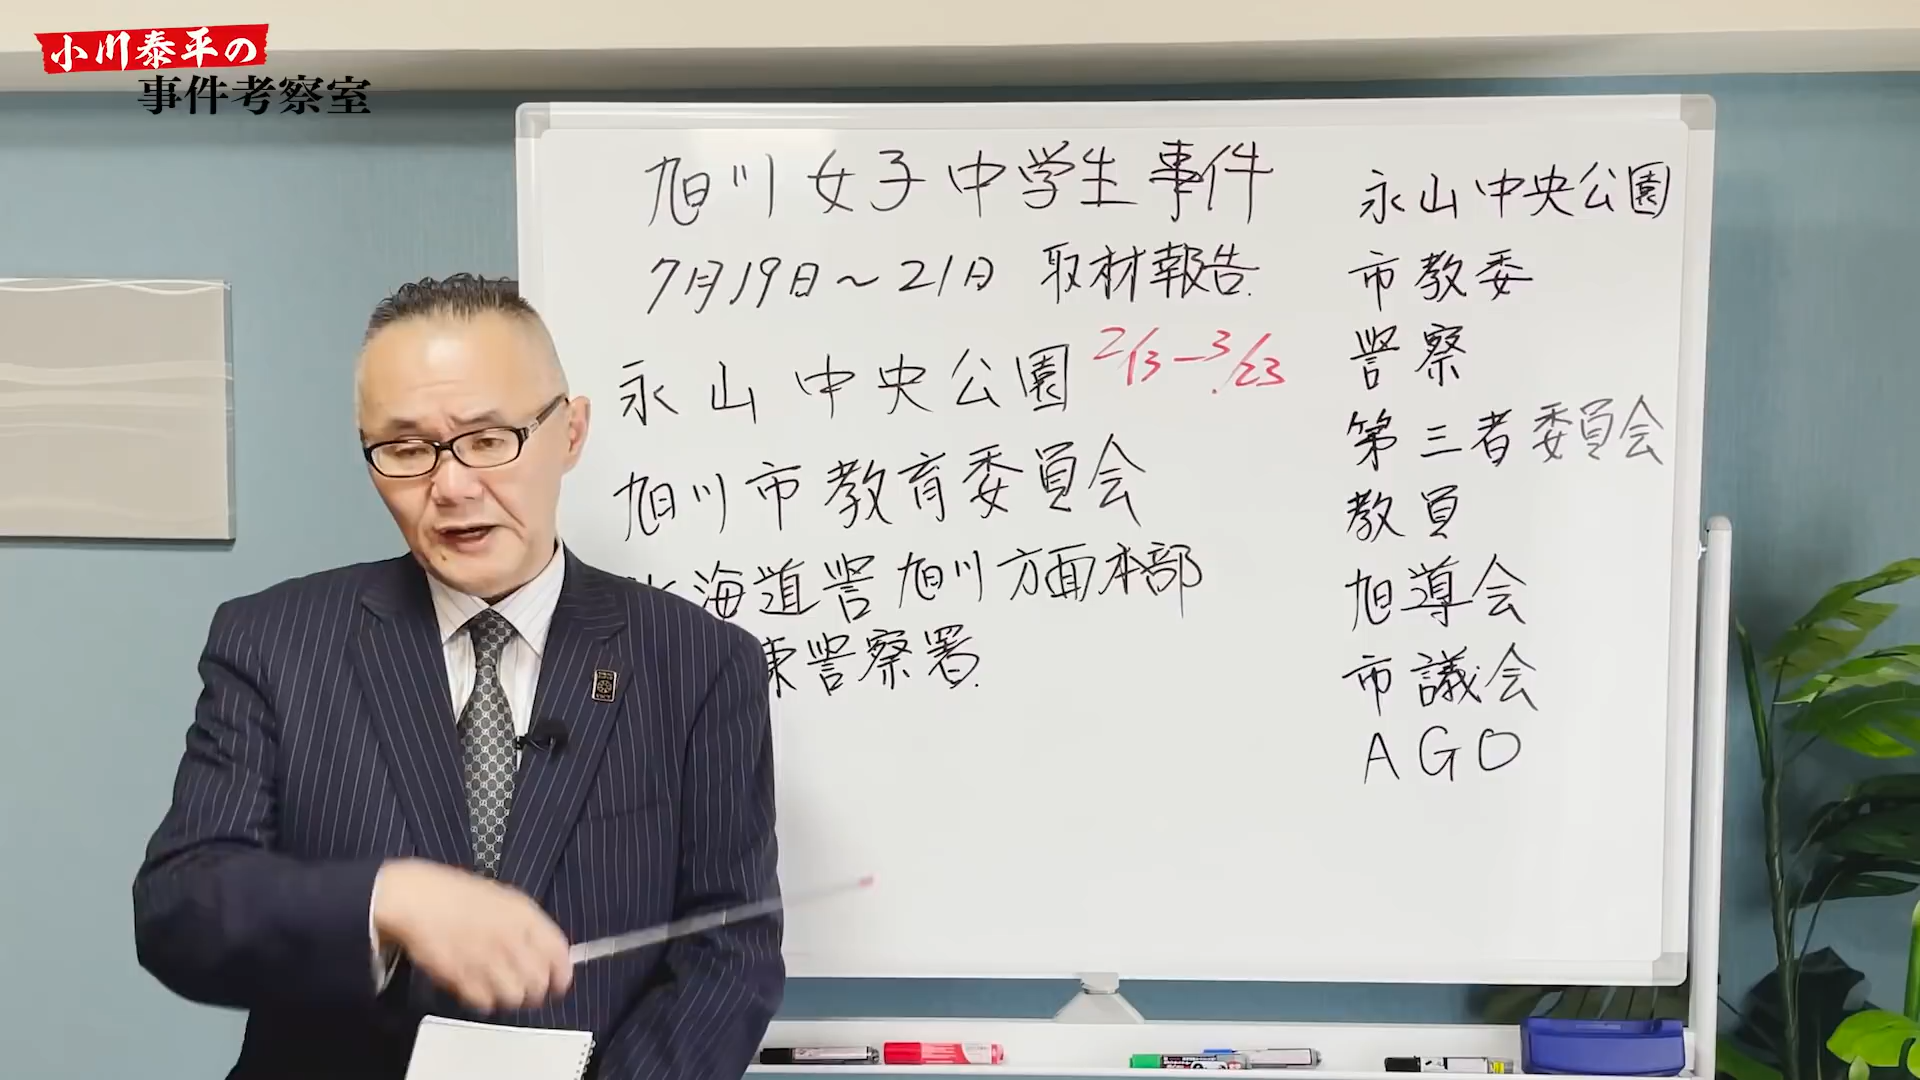 小川泰平の
事件考察室
旭川女子中学生事件
7月19日～21日 取材報告.
永山中央公園 2/13-3/23
旭川市教育委員会
海道警旭川方面本部
東警察署.
永山中央公園
市教委
警察
第三者委員会
教員
旭導会
市議会
AGO